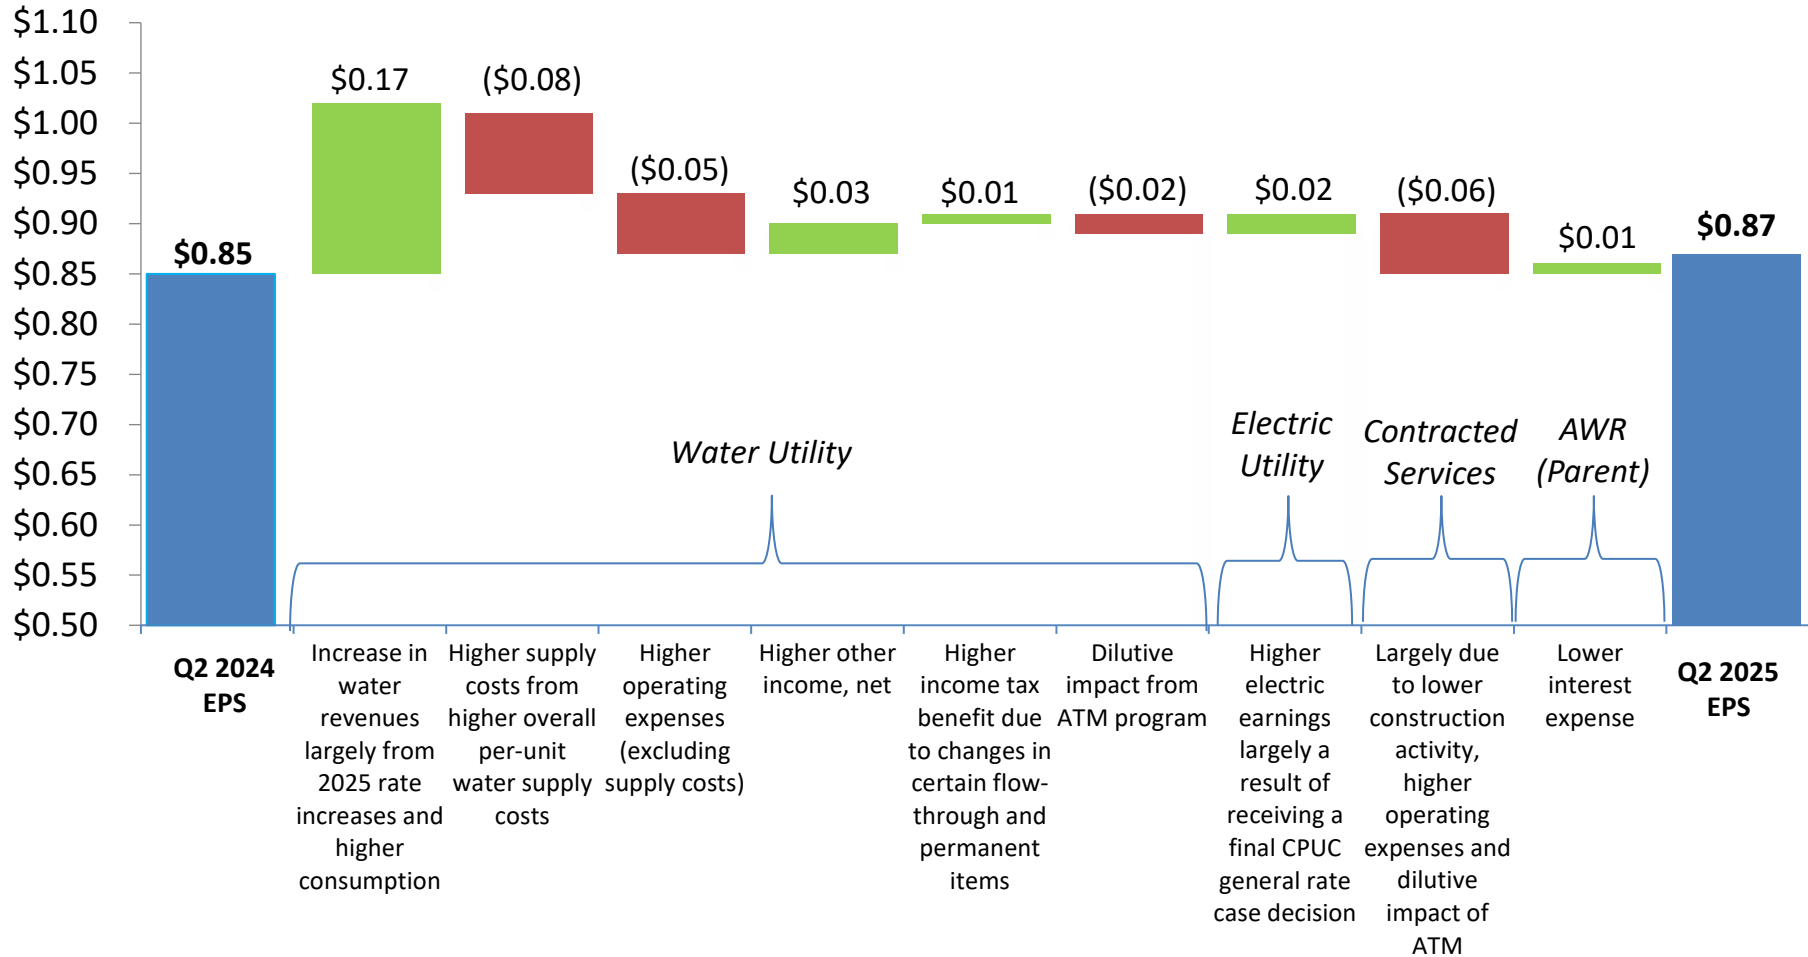 $1.10
$1.05
$1.00
$0.95
$0.90
$0.85
$0.80
$0.75
$0.70
$0.65
$0.60
$0.55
$0.50
$0.85
$0.17
($0.08)
($0.05)
$0.03
$0.01
($0.02)
$0.02
($0.06)
$0.01
$0.87
Water Utility
Electric
Utility
Contracted
Services
AWR
(Parent)
Q2 2024
EPS
Increase in
water
revenues
largely from
2025 rate
increases and
higher
consumption
Higher supply
costs from
higher overall
per-unit
water supply
costs
Higher
operating
expenses
(excluding
supply costs)
Higher other
income, net
Higher
income tax
benefit due
to changes in
certain flow-
through and
permanent
items
Dilutive
impact from
ATM program
Higher
electric
earnings
largely a
result of
receiving a
final CPUC
general rate
case decision
Largely due
to lower
construction
activity,
higher
operating
expenses and
dilutive
impact of
ATM
Lower
interest
expense
Q2 2025
EPS